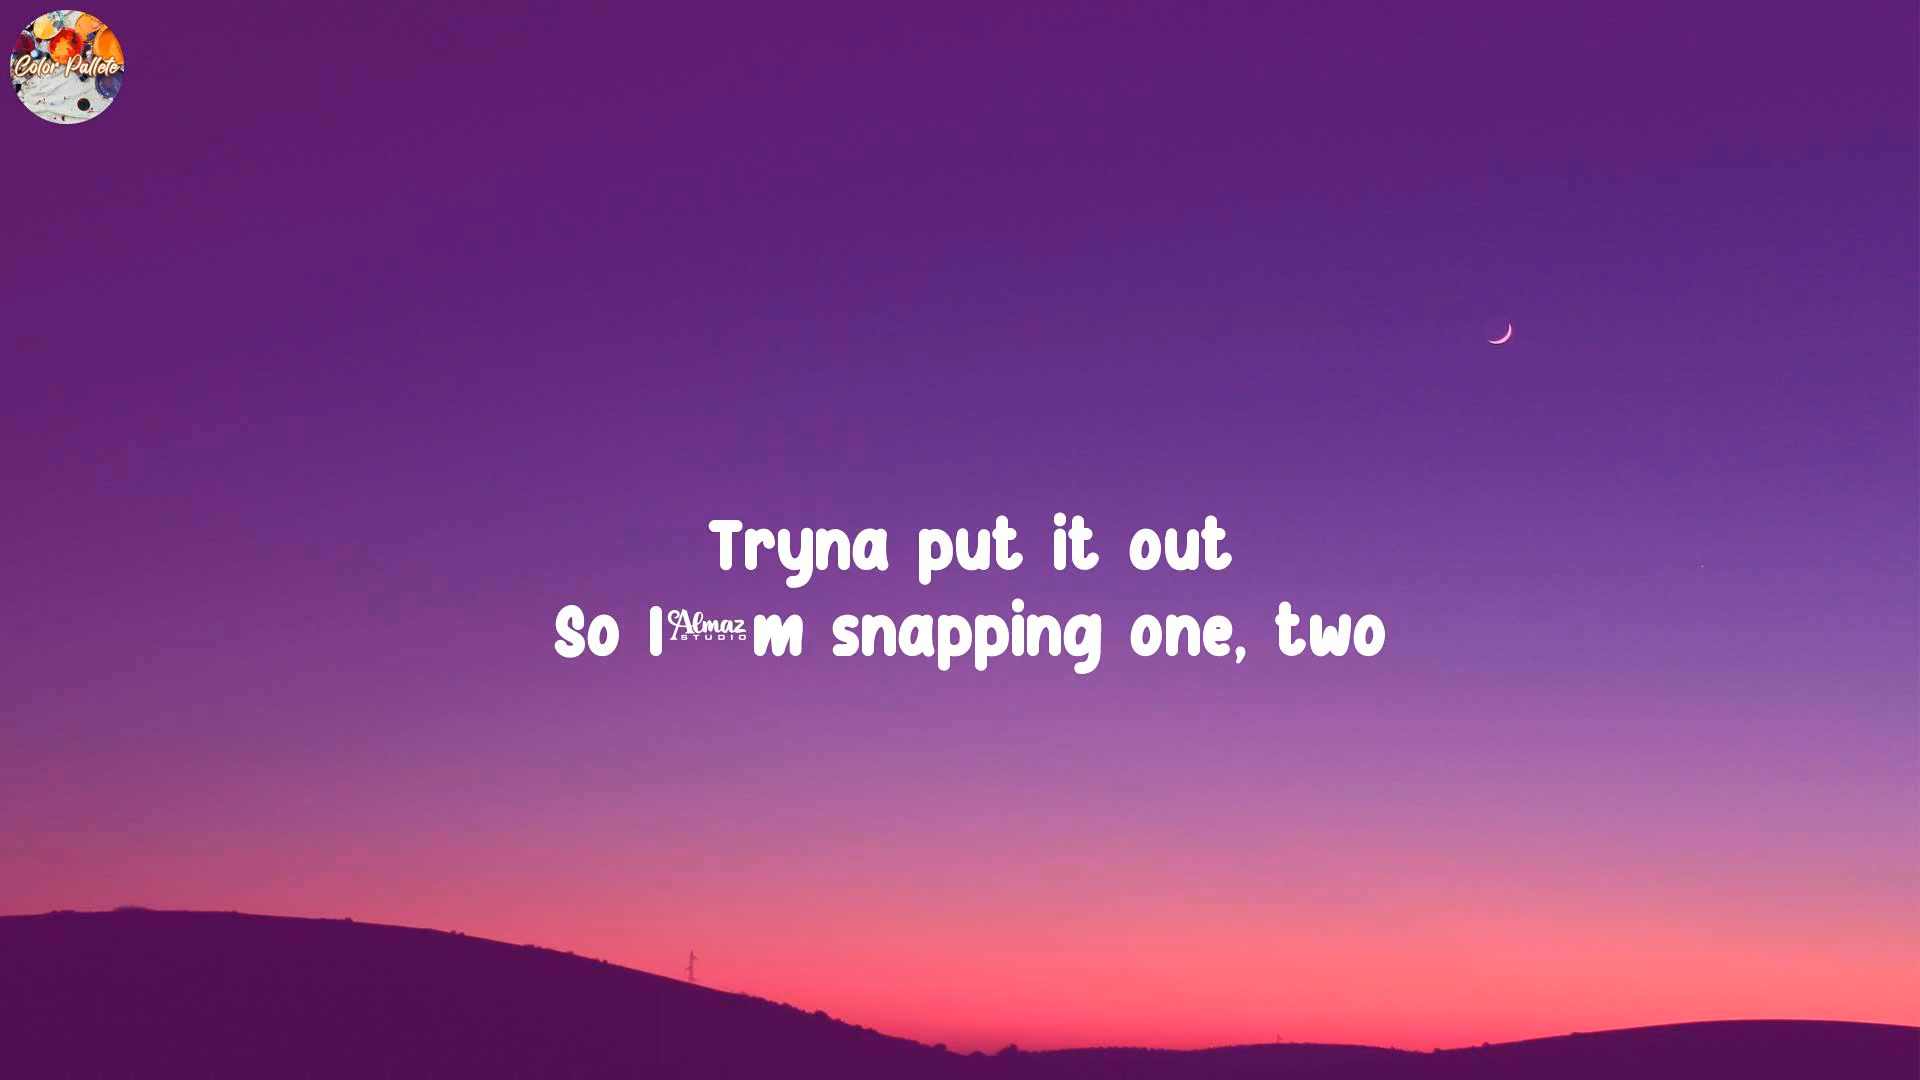 Color Pallete
Tryna put it out
So I Almaz STUDIO m snapping one, two